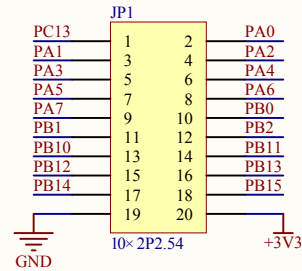 JP1
PC13 1 2 PA0
PA1 3 4 PA2
PA3 5 6 PA4
PA5 7 8 PA6
PA7 9 10 PB0
PB1 11 12 PB2
PB10 13 14 PB11
PB12 15 16 PB13
PB14 17 18 PB15
19 20
GND 10×2P2.54 +3V3